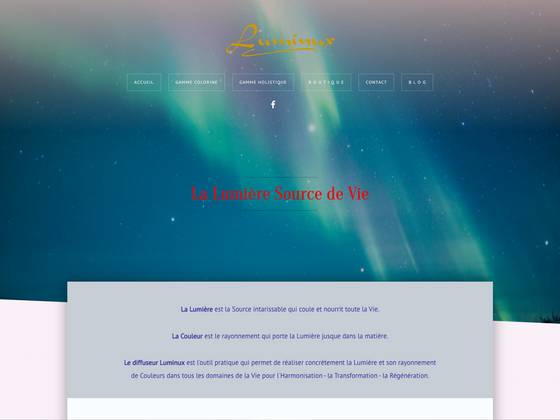 Luminux
ACCUEIL GAMME COLORINE GAMME HOLISTIQUE BOUTIQUE CONTACT BLOG
La Lumière Source de Vie
La Lumière est la Source intarissable qui coule et nourrit toute la Vie.
La Couleur est le rayonnement qui porte la Lumière jusque dans la matière.
Le diffuseur Luminux est l'outil pratique qui permet de réaliser concrètement la Lumière et son rayonnement
de Couleurs dans tous les domaines de la Vie pour l'Harmonisation - la Transformation - la Régénération.